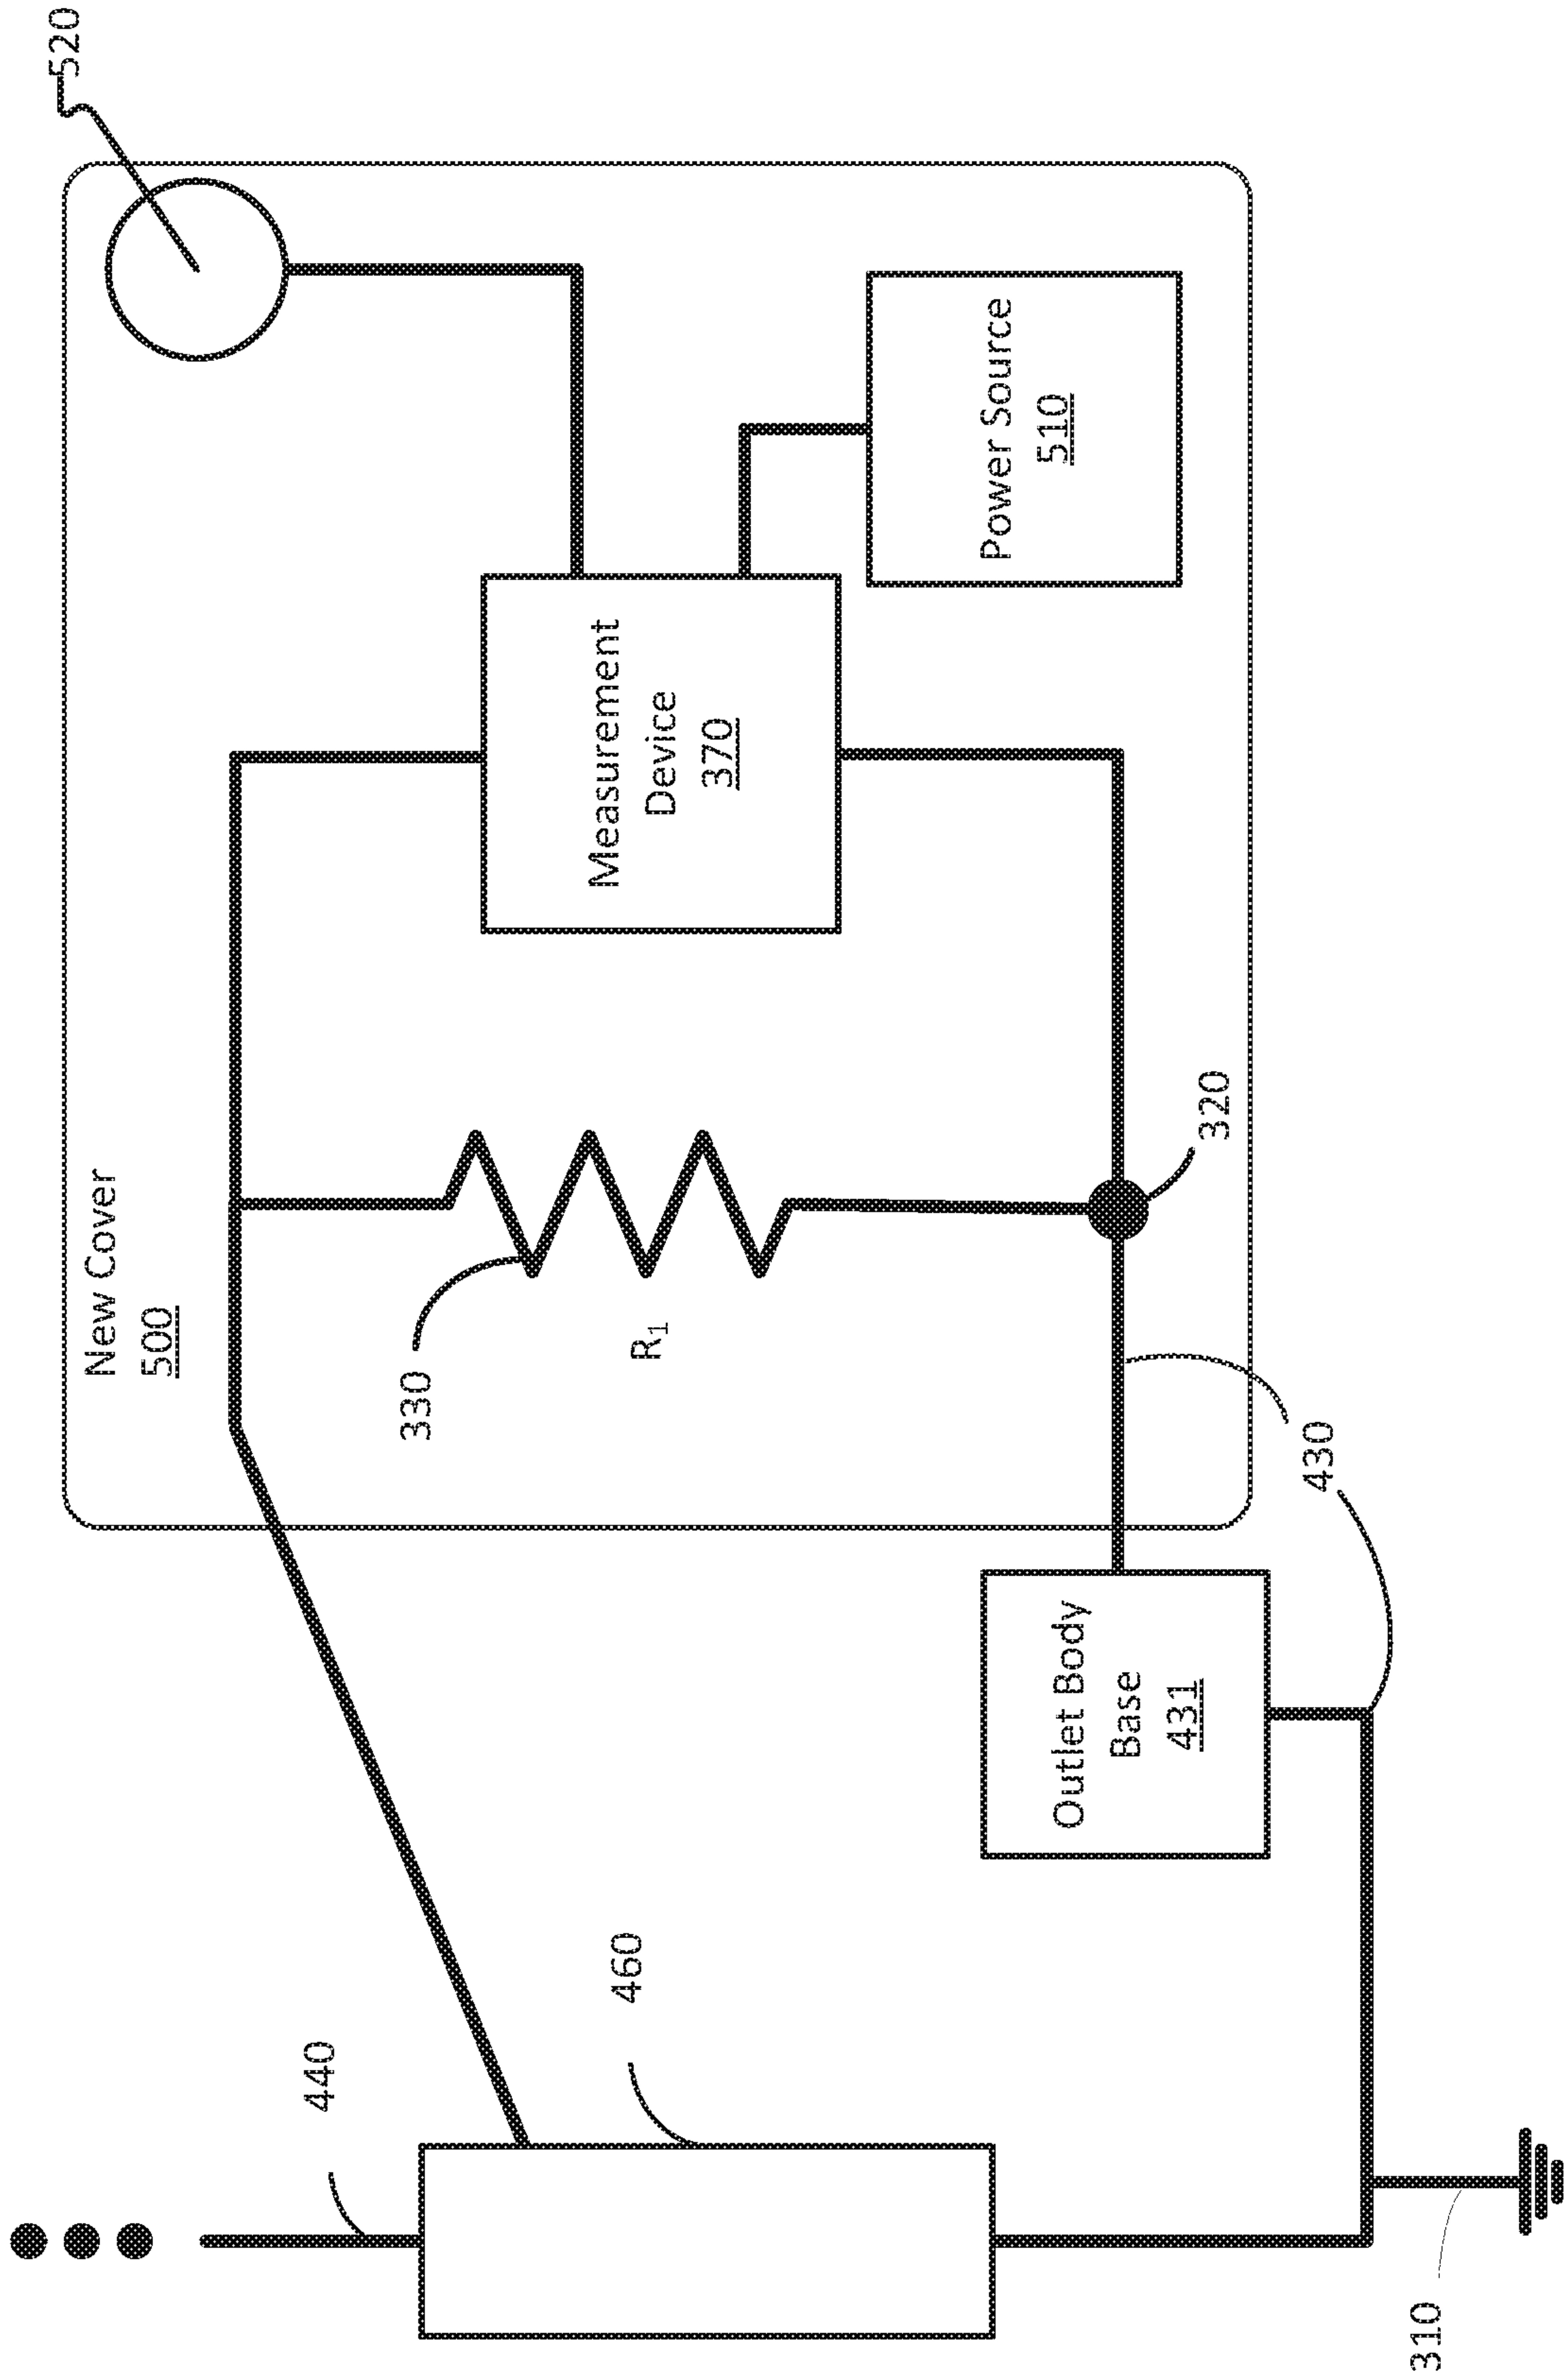 520
New Cover
500
Measurement
Device
370
Power Source
510
330
R1
320
430
Outlet Body
Base
431
440
460
310